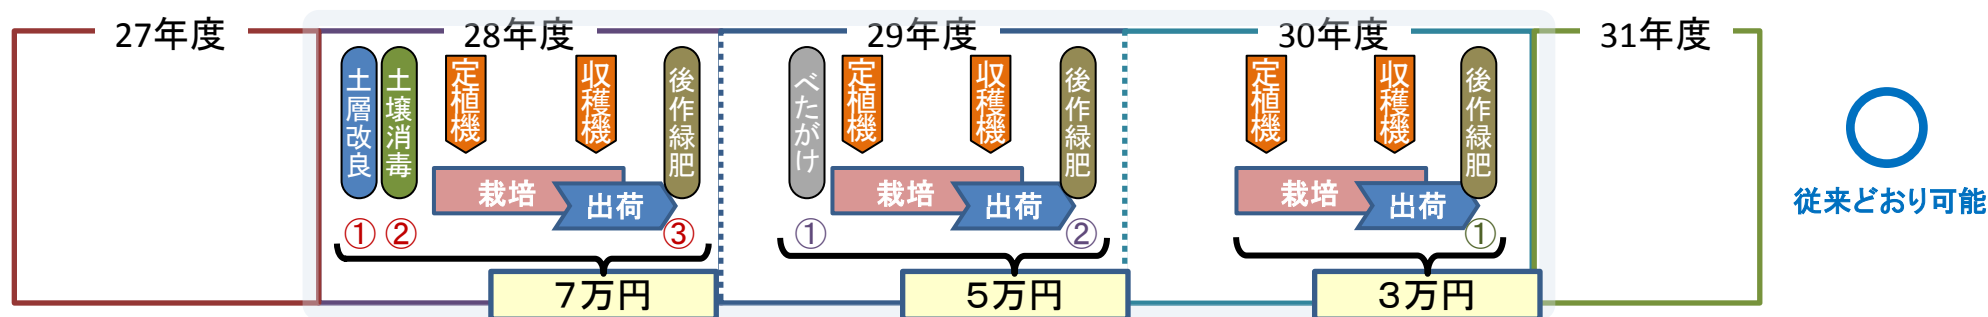 27年度
28年度
29年度
30年度
31年度
土層改良
土壌消毒
定植機
収穫機
後作緑肥
べたがけ
定植機
収穫機
後作緑肥
定植機
収穫機
後作緑肥
栽培
出荷
栽培
出荷
栽培
出荷
従来どおり可能
①
②
③
①
②
①
７万円
５万円
３万円